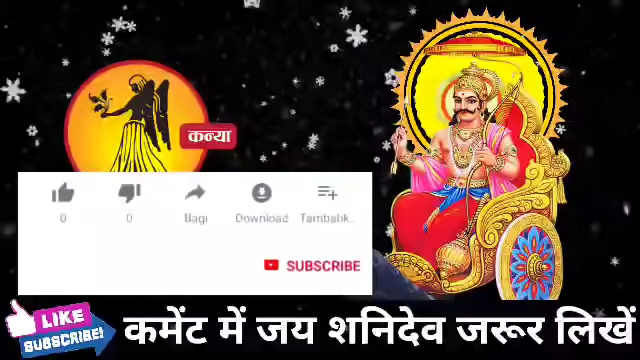 कन्या
0 0 Bagi Download Tambahk...
SUBSCRIBE
LIKE
SUBSCRIBE!
कमेंट में जय शनिदेव जरूर लिखें